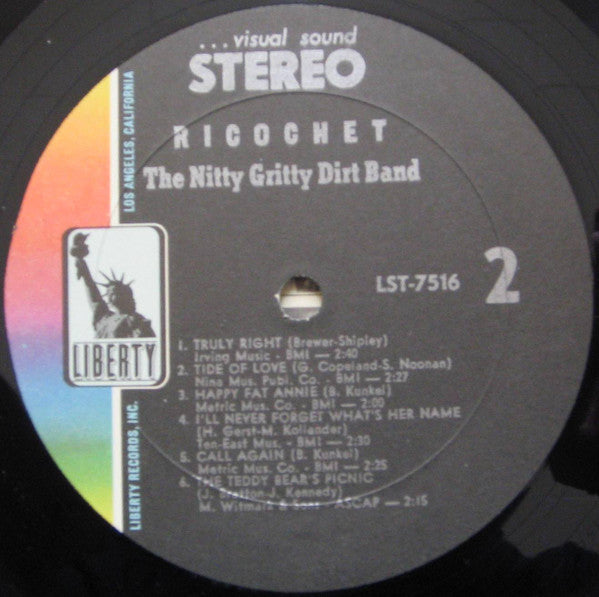 ...visual sound
STEREO
RICOCHET
The Nitty Gritty Dirt Band
LST-7516
2
LOS ANGELES, CALIFORNIA
LIBERTY
LIBERTY RECORDS, INC.
1. TRULY RIGHT (Brewer-Shipley)
Irving Music - BMI — 2:40
2. TIDE OF LOVE (G. Copeland-S. Noonan)
Nina Mus. Publ. Co. - BMI — 2:27
3. HAPPY FAT ANNIE (B. Kunkel)
Metric Mus. Co. - BMI — 2:00
4. I'LL NEVER FORGET WHAT'S HER NAME
(H. Gerst-M. Kollander)
Ten-East Mus. - BMI — 2:30
5. CALL AGAIN (B. Kunkel)
Metric Mus. Co. - BMI — 2:25
6. THE TEDDY BEAR'S PICNIC
(J. Bratton-J. Kennedy)
M. Witmark & Sons - ASCAP — 2:15